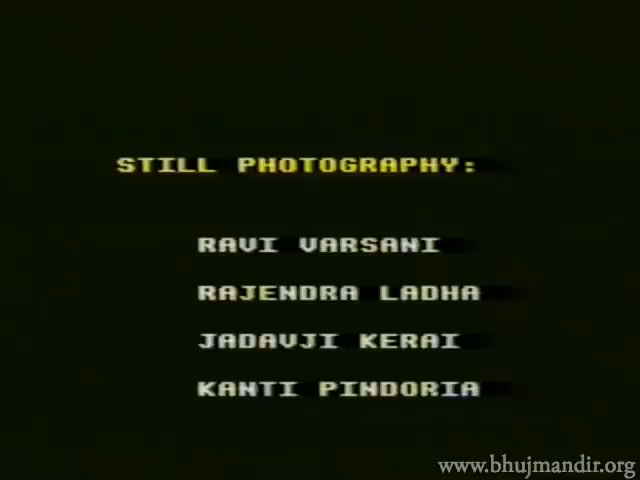 STILL PHOTOGRAPHY:
RAVI VARSANI
RAJENDRA LADHA
JADAVJI KERAI
KANTI PINDORIA
www.bhujmandir.org